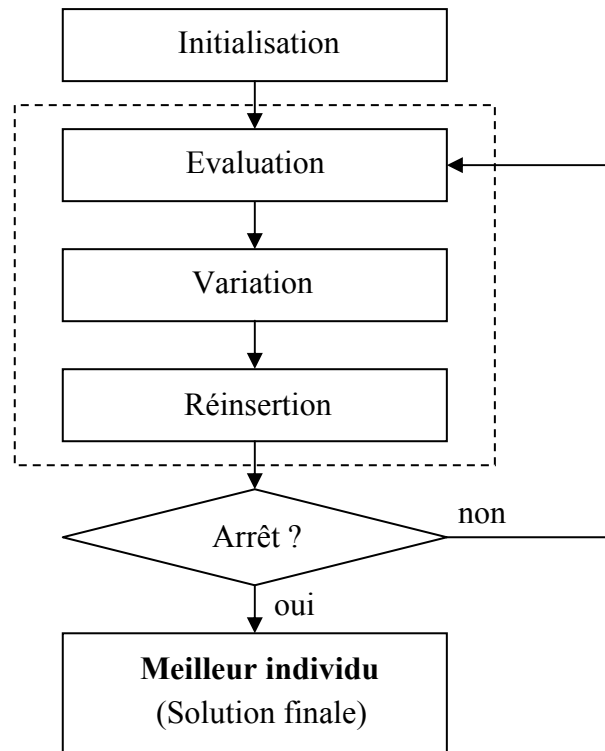 Initialisation
Evaluation
Variation
Réinsertion
Arrêt ?
non
oui
Meilleur individu
(Solution finale)